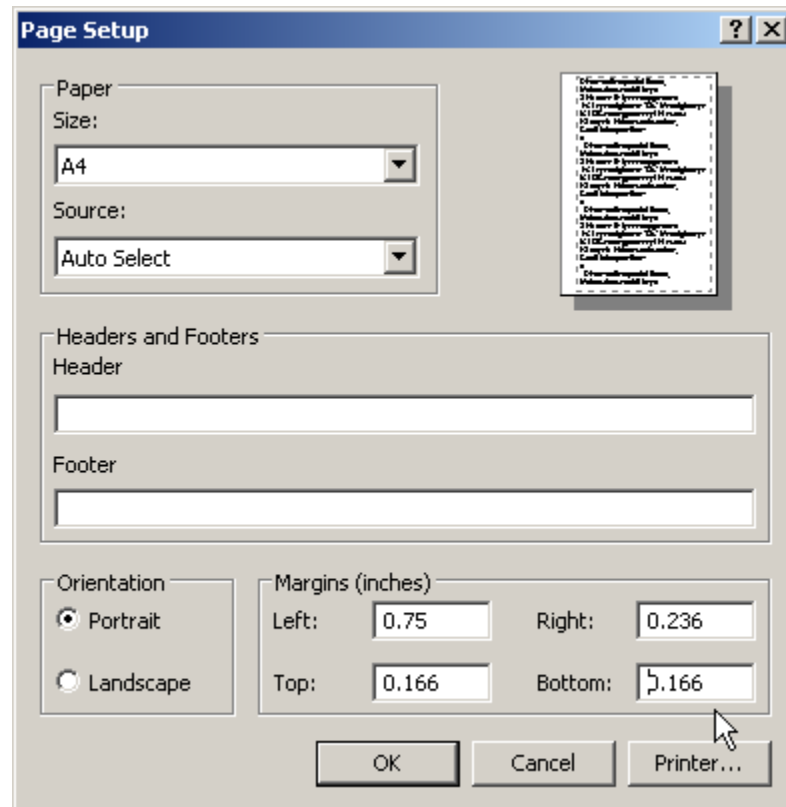 Page Setup
Paper
Size:
A4
Source:
Auto Select
Headers and Footers
Header
Footer
Orientation
Portrait
Landscape
Margins (inches)
Left: 0.75 Right: 0.236
Top: 0.166 Bottom: 0.166
OK Cancel Printer...